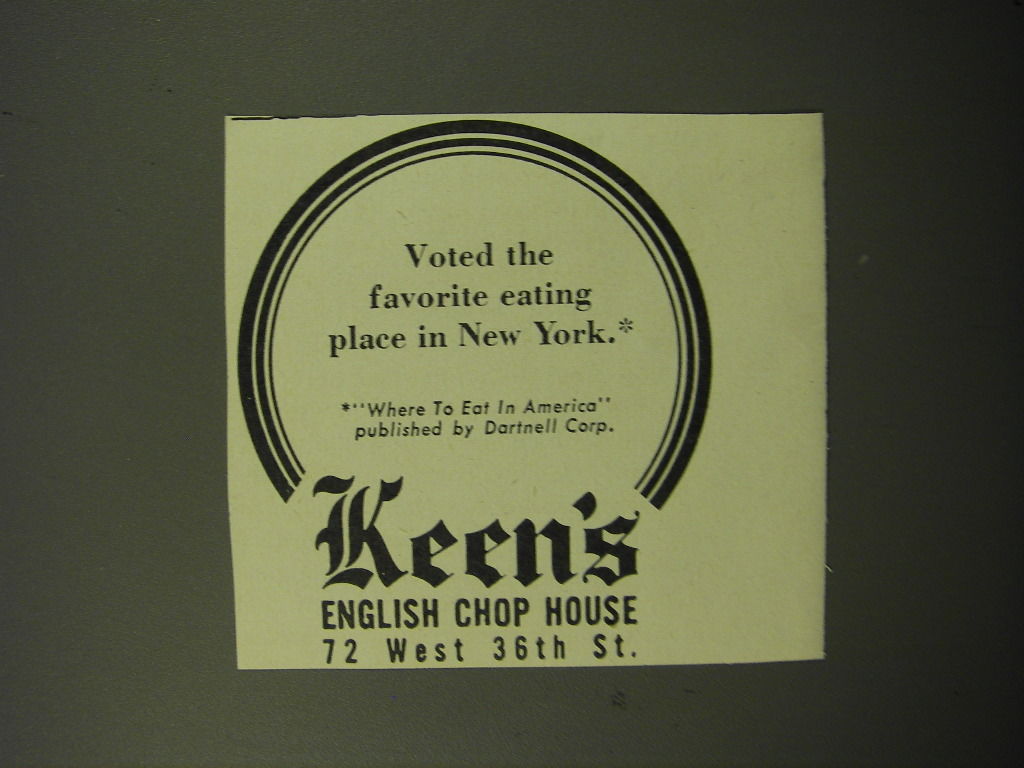 Voted the
favorite eating
place in New York.*
*"Where To Eat In America"
published by Dartnell Corp.
Keen's
ENGLISH CHOP HOUSE
72 West 36th St.